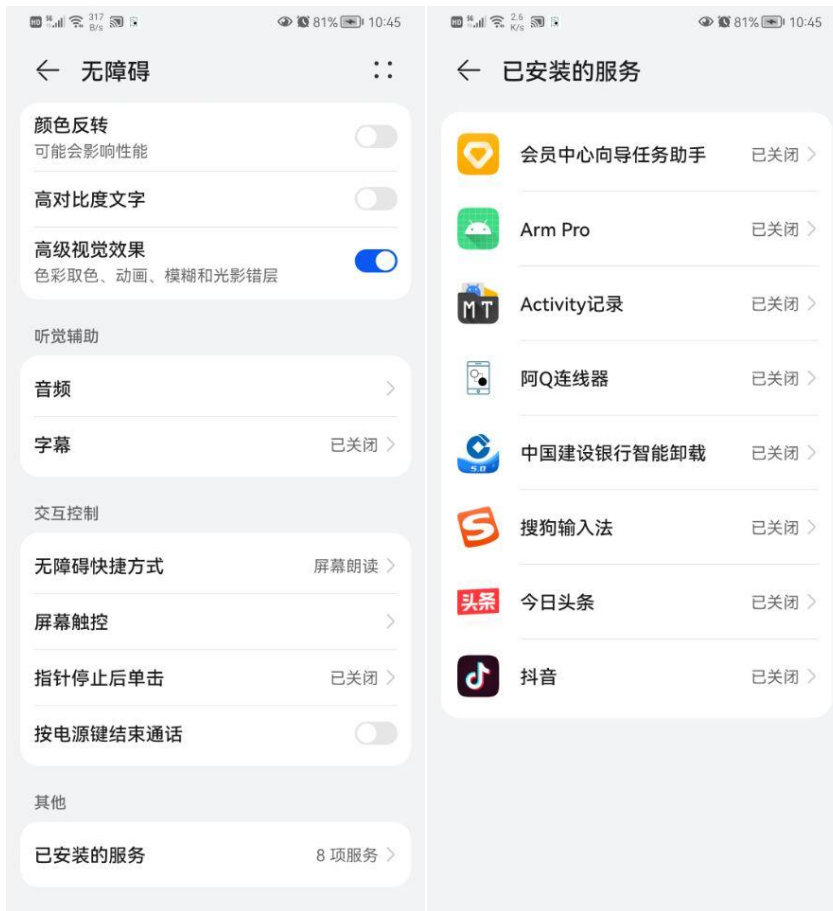 HD 5G 317 B/s 81% 10:45
无障碍
颜色反转
可能会影响性能
高对比度文字
高级视觉效果
色彩取色、动画、模糊和光影错层
听觉辅助
音频
字幕 已关闭
交互控制
无障碍快捷方式 屏幕朗读
屏幕触控
指针停止后单击 已关闭
按电源键结束通话
其他
已安装的服务 8 项服务
HD 5G 2.6 K/s 81% 10:45
已安装的服务
会员中心向导任务助手 已关闭
Arm Pro 已关闭
MT Activity记录 已关闭
阿Q连线器 已关闭
5.0 中国建设银行智能卸载 已关闭
S 搜狗输入法 已关闭
头条 今日头条 已关闭
抖音 已关闭